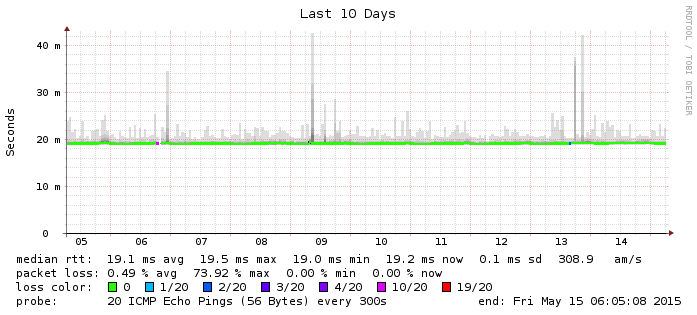 Last 10 Days
RRDTOOL / TOBI OETIKER
Seconds
40 m
30 m
20 m
10 m
0
05 06 07 08 09 10 11 12 13 14
median rtt: 19.1 ms avg 19.5 ms max 19.0 ms min 19.2 ms now 0.1 ms sd 308.9 am/s
packet loss: 0.49 % avg 73.92 % max 0.00 % min 0.00 % now
loss color: 0 1/20 2/20 3/20 4/20 10/20 19/20
probe: 20 ICMP Echo Pings (56 Bytes) every 300s end: Fri May 15 06:05:08 2015